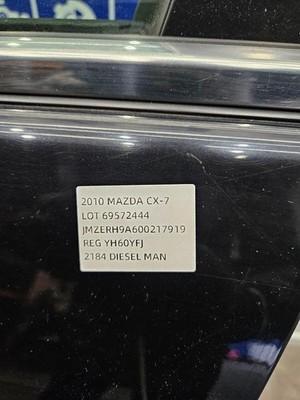 2010 MAZDA CX-7
LOT 69572444
JMZERH9A600217919
REG YH60YFJ
2184 DIESEL MAN